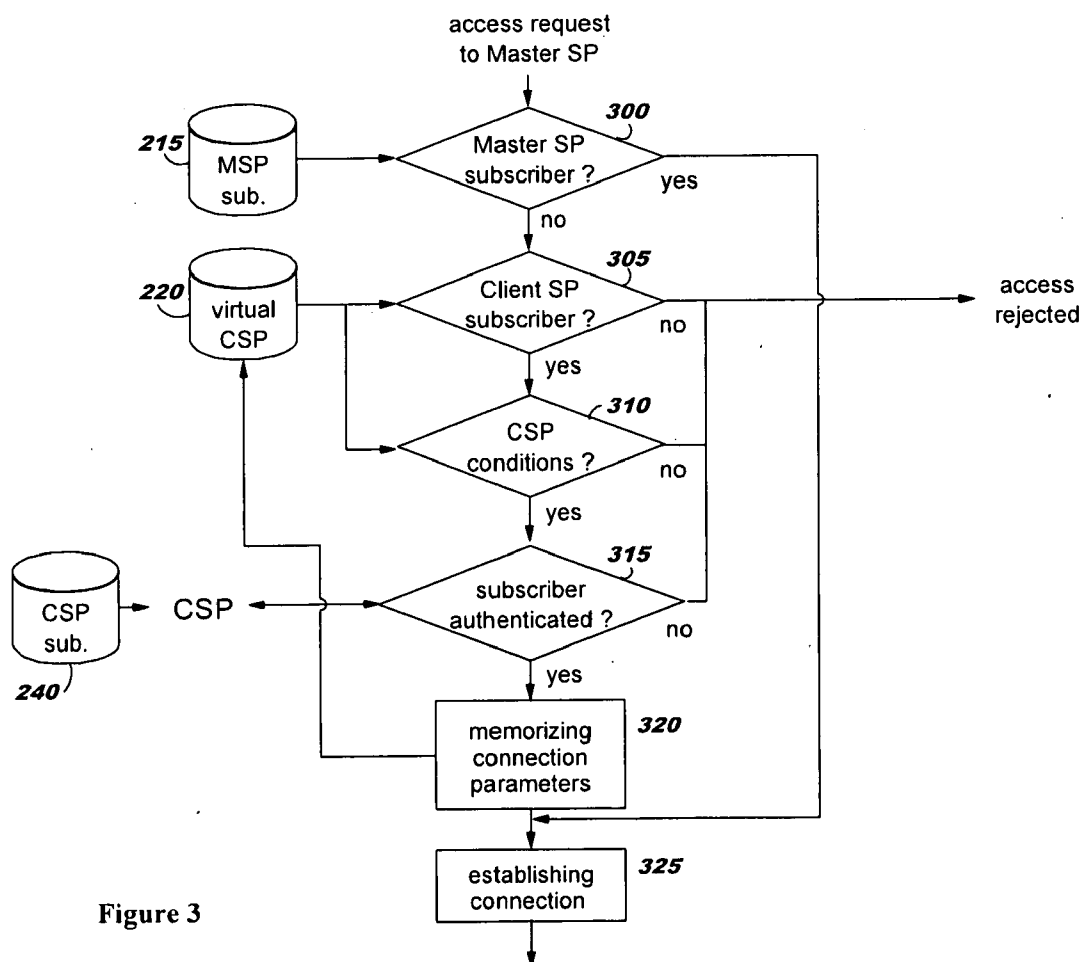 access request
to Master SP
300
215
MSP
sub.
Master SP
subscriber ?
yes
no
305
220
virtual
CSP
Client SP
subscriber ?
no
access
rejected
yes
310
CSP
conditions ?
no
yes
315
CSP
sub.
CSP
subscriber
authenticated ?
no
240
yes
320
memorizing
connection
parameters
325
establishing
connection
Figure 3